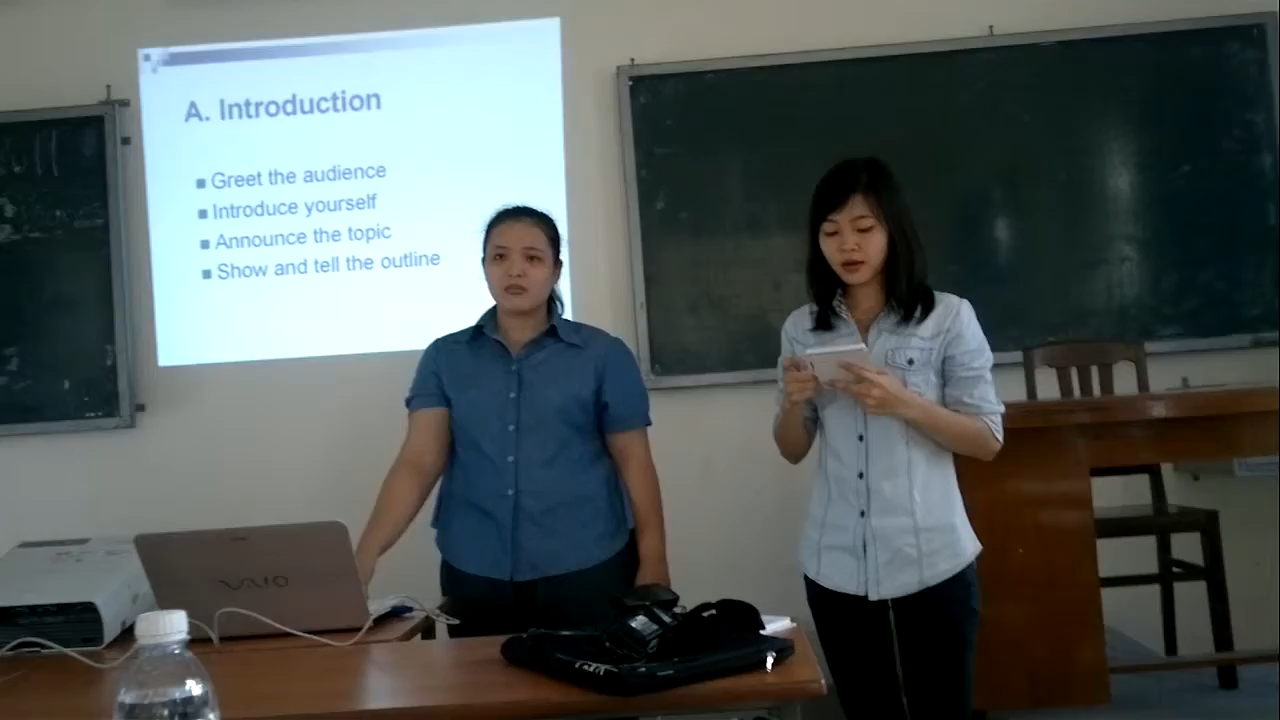 A. Introduction
Greet the audience
Introduce yourself
Announce the topic
Show and tell the outline
VAIO